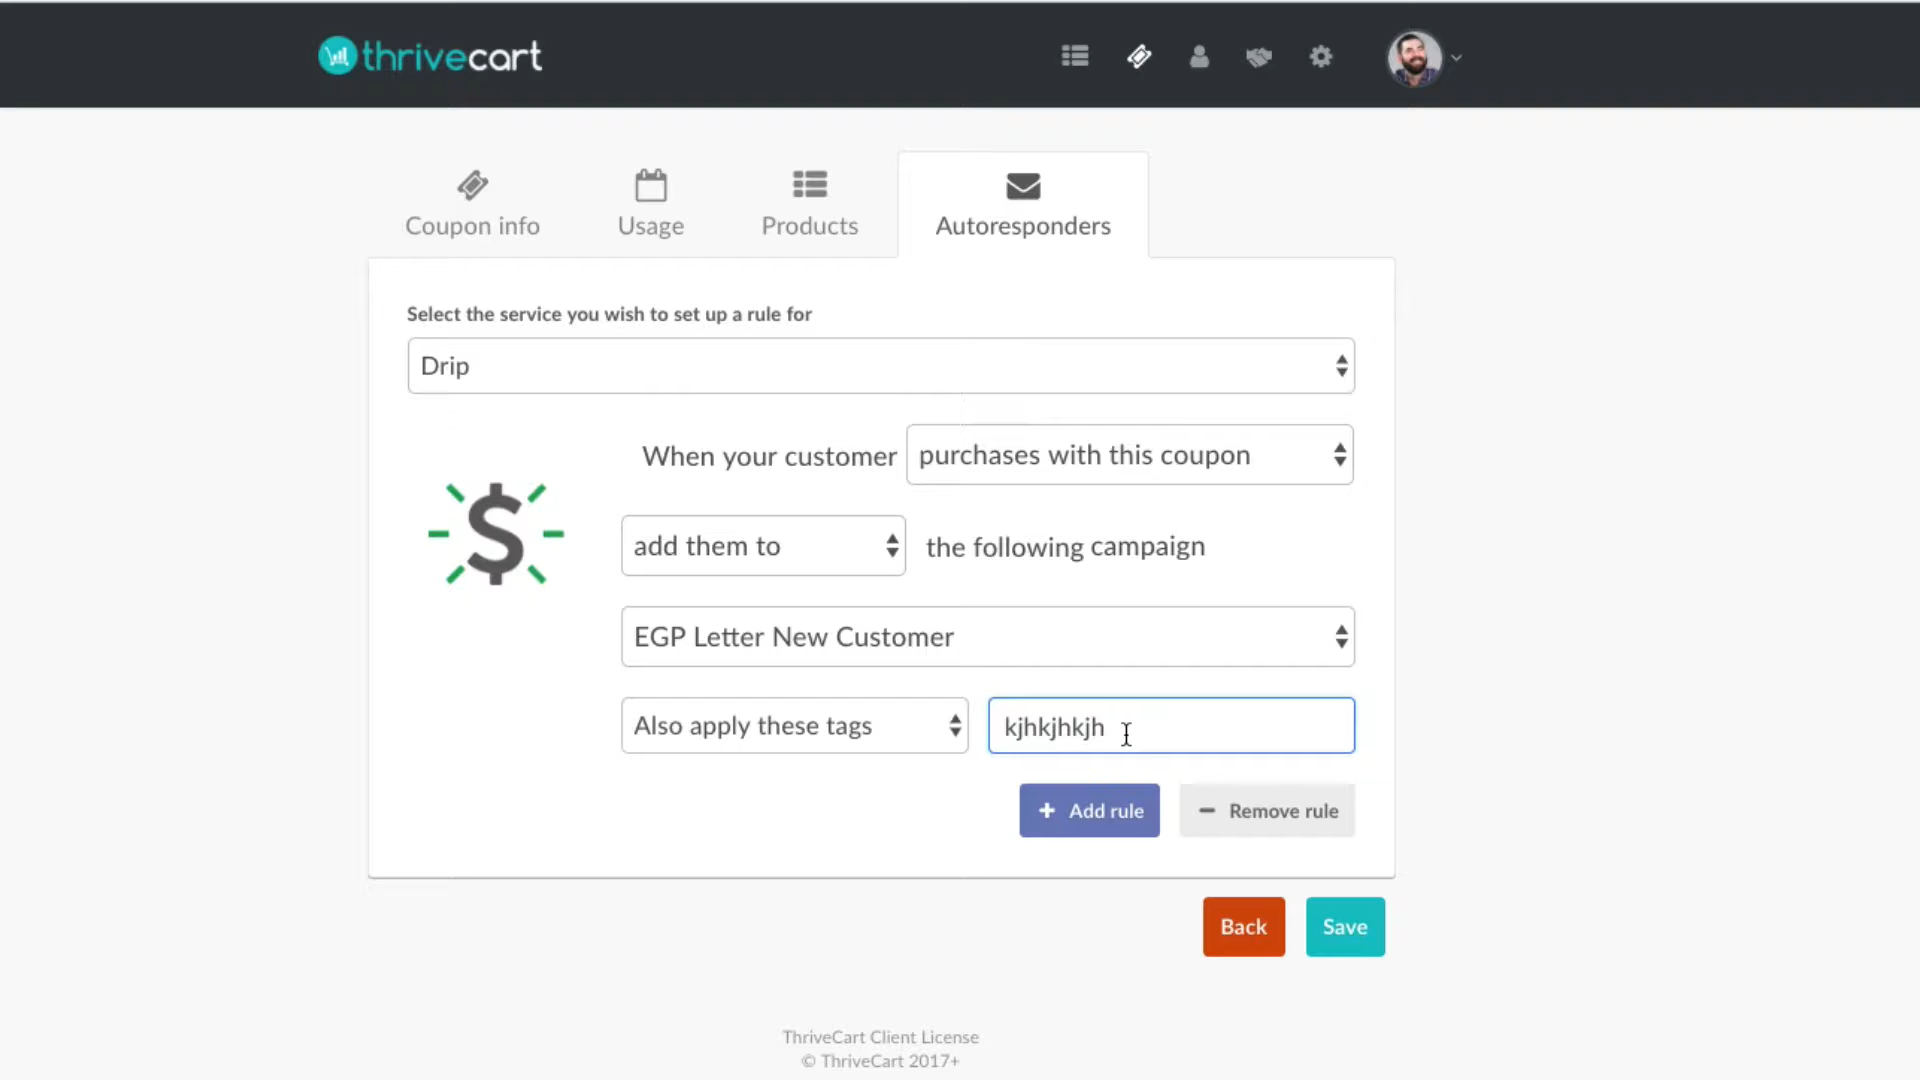 thrivecart
Coupon info
Usage
Products
Autoresponders
Select the service you wish to set up a rule for
Drip
When your customer purchases with this coupon
add them to the following campaign
EGP Letter New Customer
Also apply these tags kjhkjhkjh
+ Add rule
− Remove rule
Back
Save
ThriveCart Client License
© ThriveCart 2017+